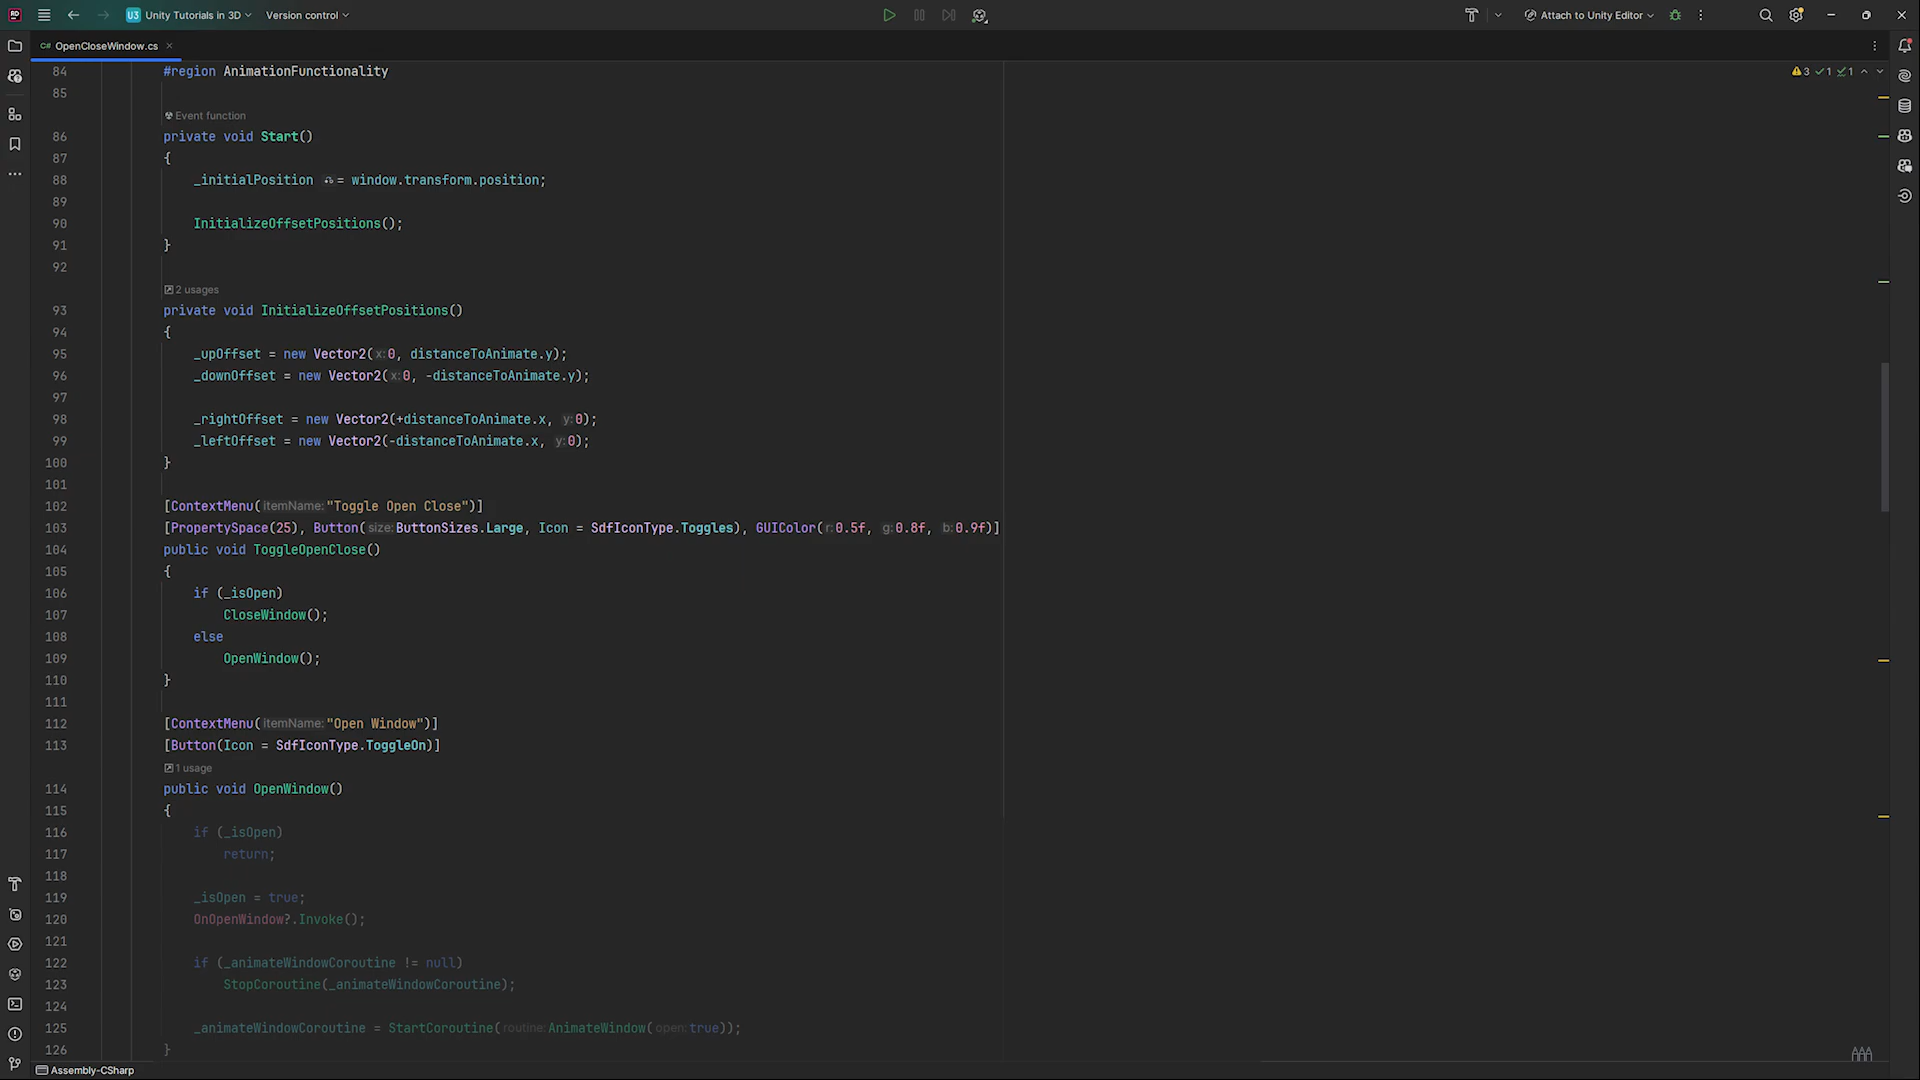 RD
U3 Unity Tutorials in 3D Version control Attach to Unity Editor
C# OpenCloseWindow.cs
3 1 1
84 #region AnimationFunctionality
85
Event function
86 private void Start()
87 {
88 _initialPosition = window.transform.position;
89
90 InitializeOffsetPositions();
91 }
92
2 usages
93 private void InitializeOffsetPositions()
94 {
95 _upOffset = new Vector2(x:0, distanceToAnimate.y);
96 _downOffset = new Vector2(x:0, -distanceToAnimate.y);
97
98 _rightOffset = new Vector2(+distanceToAnimate.x, y:0);
99 _leftOffset = new Vector2(-distanceToAnimate.x, y:0);
100 }
101
102 [ContextMenu(itemName:"Toggle Open Close")]
103 [PropertySpace(25), Button(size:ButtonSizes.Large, Icon = SdfIconType.Toggles), GUIColor(r:0.5f, g:0.8f, b:0.9f)]
104 public void ToggleOpenClose()
105 {
106 if (_isOpen)
107 CloseWindow();
108 else
109 OpenWindow();
110 }
111
112 [ContextMenu(itemName:"Open Window")]
113 [Button(Icon = SdfIconType.ToggleOn)]
1 usage
114 public void OpenWindow()
115 {
116 if (_isOpen)
117 return;
118
119 _isOpen = true;
120 OnOpenWindow?.Invoke();
121
122 if (_animateWindowCoroutine != null)
123 StopCoroutine(_animateWindowCoroutine);
124
125 _animateWindowCoroutine = StartCoroutine(routine:AnimateWindow(open:true));
126 }
Assembly-CSharp